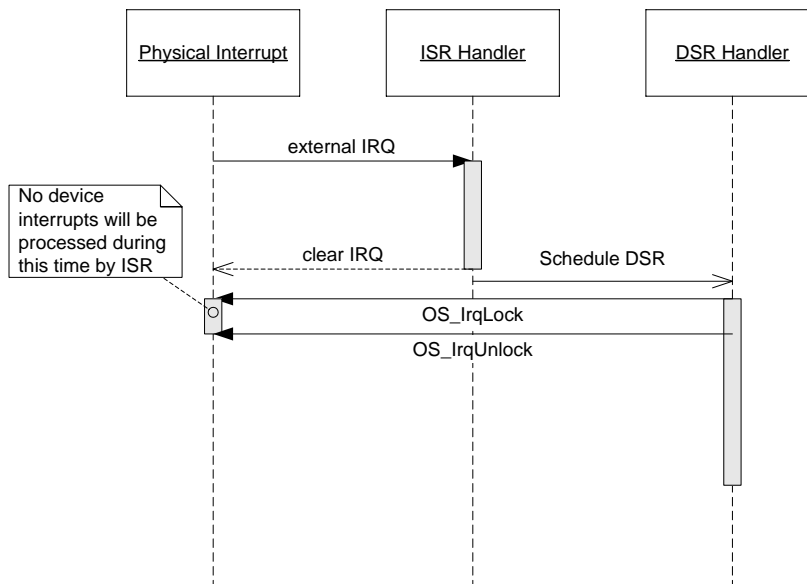 Physical Interrupt
ISR Handler
DSR Handler
external IRQ
No device
interrupts will be
processed during
this time by ISR
clear IRQ
Schedule DSR
OS_IrqLock
OS_IrqUnlock